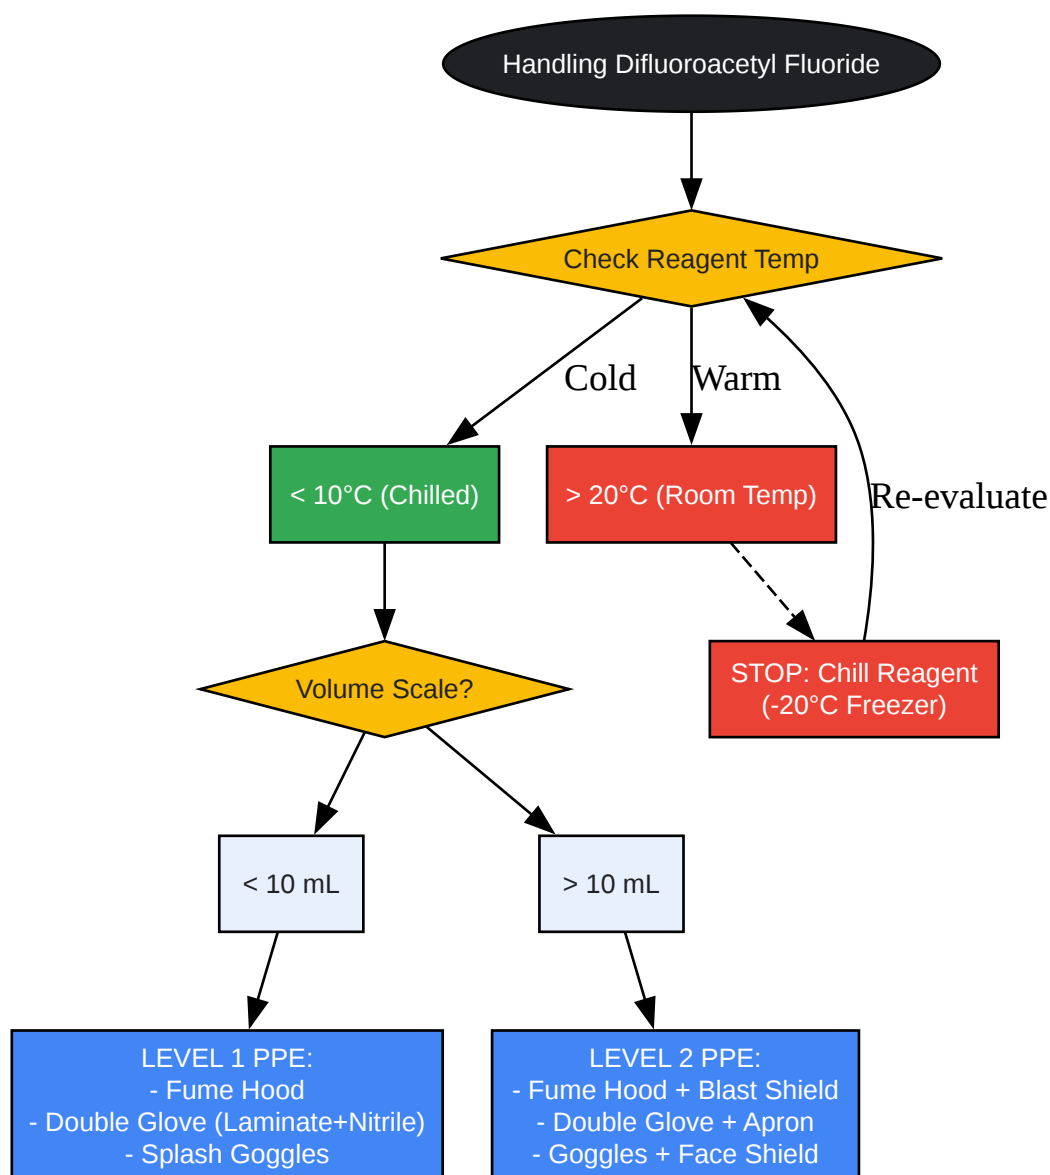 Handling Difluoroacetyl Fluoride
Check Reagent Temp
Cold
Warm
< 10°C (Chilled)
> 20°C (Room Temp)
Re-evaluate
STOP: Chill Reagent
(-20°C Freezer)
Volume Scale?
< 10 mL
> 10 mL
LEVEL 1 PPE:
- Fume Hood
- Double Glove (Laminate+Nitrile)
- Splash Goggles
LEVEL 2 PPE:
- Fume Hood + Blast Shield
- Double Glove + Apron
- Goggles + Face Shield